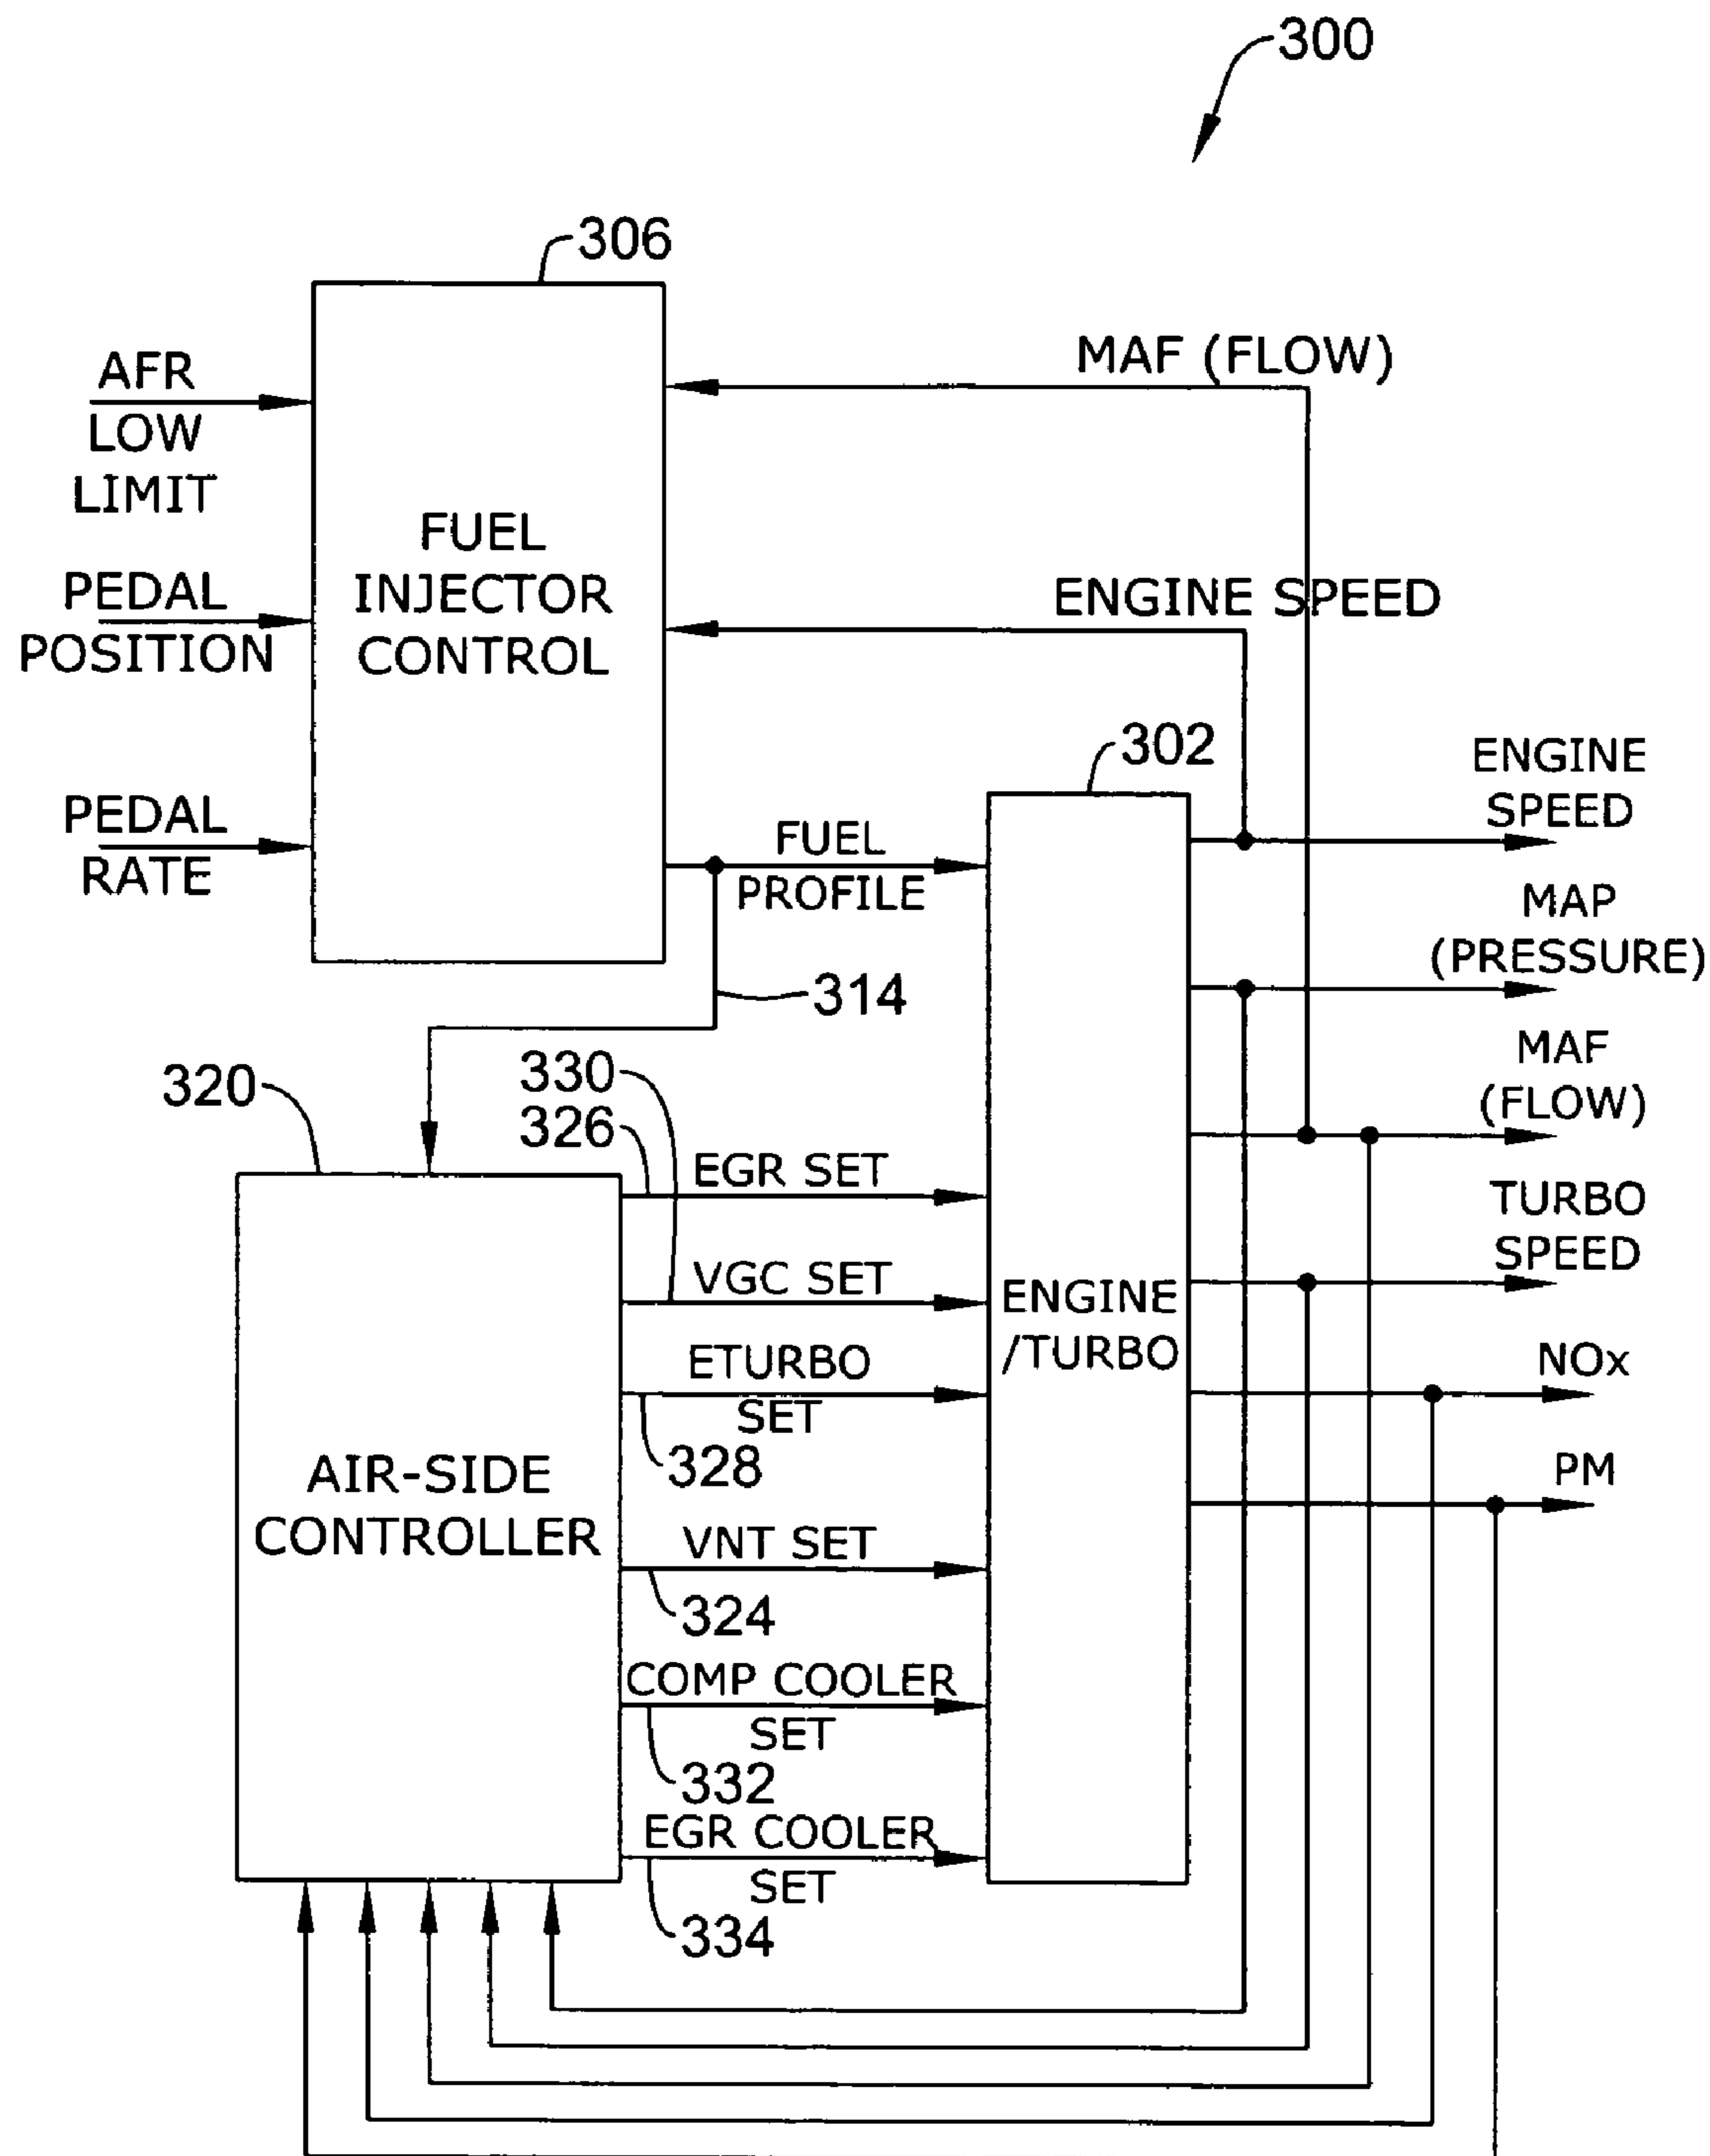 300
306
AFR
LOW
LIMIT
PEDAL
POSITION
PEDAL
RATE
FUEL
INJECTOR
CONTROL
MAF (FLOW)
ENGINE SPEED
302
FUEL
PROFILE
314
ENGINE
SPEED
MAP
(PRESSURE)
MAF
(FLOW)
TURBO
SPEED
NOx
PM
320
330
326
EGR SET
VGC SET
ETURBO
SET
328
VNT SET
324
COMP COOLER
SET
332
EGR COOLER
SET
334
AIR-SIDE
CONTROLLER
ENGINE
/TURBO